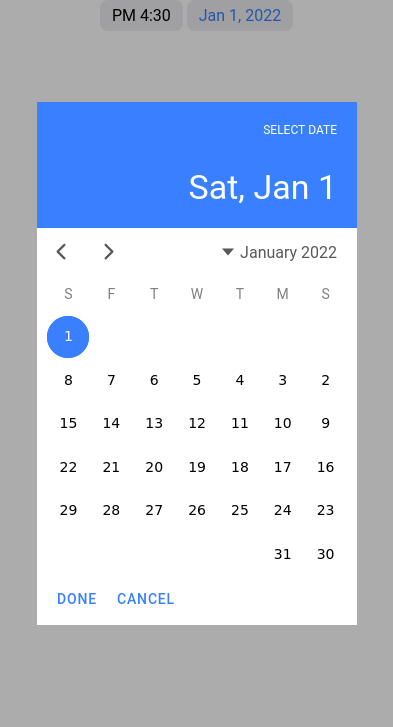 PM 4:30 Jan 1, 2022
SELECT DATE
Sat, Jan 1
January 2022
S F T W T M S
1
8 7 6 5 4 3 2
15 14 13 12 11 10 9
22 21 20 19 18 17 16
29 28 27 26 25 24 23
31 30
DONE CANCEL